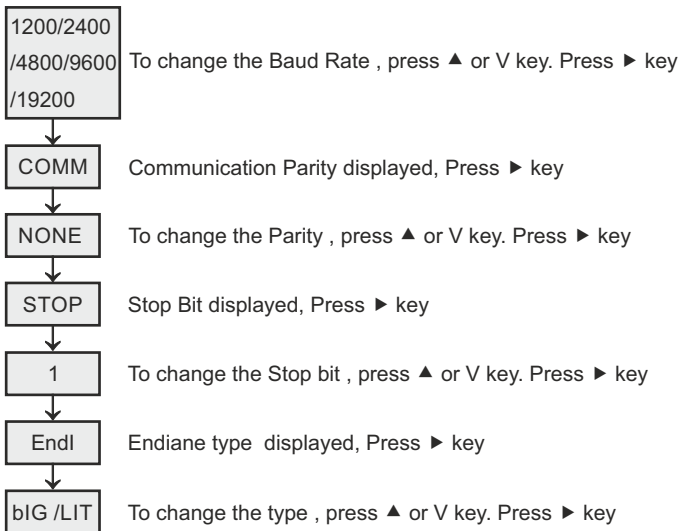 1200/2400
/4800/9600
/19200
To change the Baud Rate , press ▲ or V key. Press ► key
COMM
Communication Parity displayed, Press ► key
NONE
To change the Parity , press ▲ or V key. Press ► key
STOP
Stop Bit displayed, Press ► key
1
To change the Stop bit , press ▲ or V key. Press ► key
EndI
Endiane type displayed, Press ► key
bIG /LIT
To change the type , press ▲ or V key. Press ► key